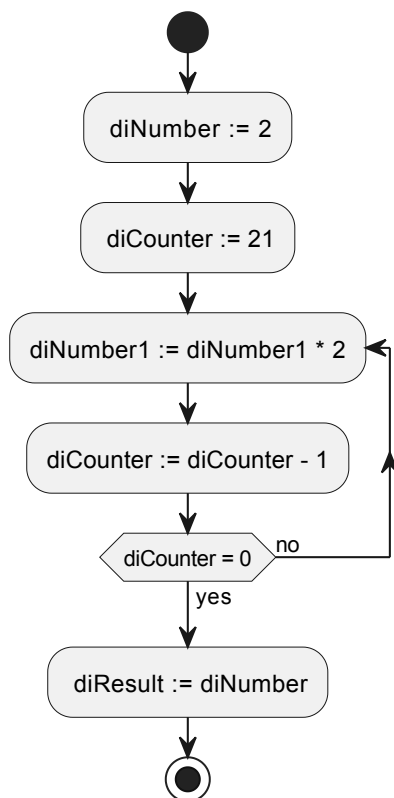 diNumber := 2
diCounter := 21
diNumber1 := diNumber1 * 2
diCounter := diCounter - 1
diCounter = 0
no
yes
diResult := diNumber